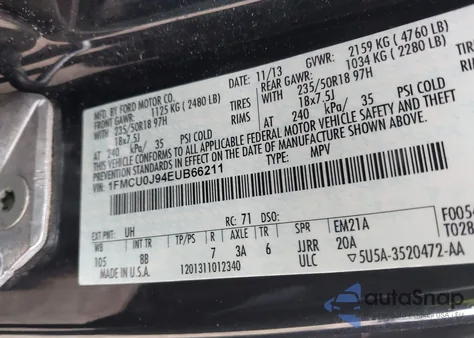 MFD. BY FORD MOTOR CO.
11/13
GVWR: 2159 KG ( 4760 LB)
FRONT GAWR: 1125 KG ( 2480 LB)
REAR GAWR: 1034 KG ( 2280 LB)
WITH 235/50R18 97H TIRES
WITH 235/50R18 97H
18x7.5J RIMS
18x7.5J
AT 240 kPa/ 35 PSI COLD
AT 240 kPa/ 35 PSI COLD
THIS VEHICLE CONFORMS TO ALL APPLICABLE FEDERAL MOTOR VEHICLE SAFETY AND THEFT
PREVENTION STANDARDS IN EFFECT ON THE DATE OF MANUFACTURE SHOWN ABOVE.
VIN: 1FMCU0J94EUB66211
TYPE: MPV
EXT PNT: UH RC: 71 DSO: EM21A F005
WB INT TR TP/PS R AXLE TR JJRR 20A T028
105 BB 7 3A 6 ULC ▽5U5A-3520472-AA
MADE IN U.S.A. 1201311012340
autoSnap